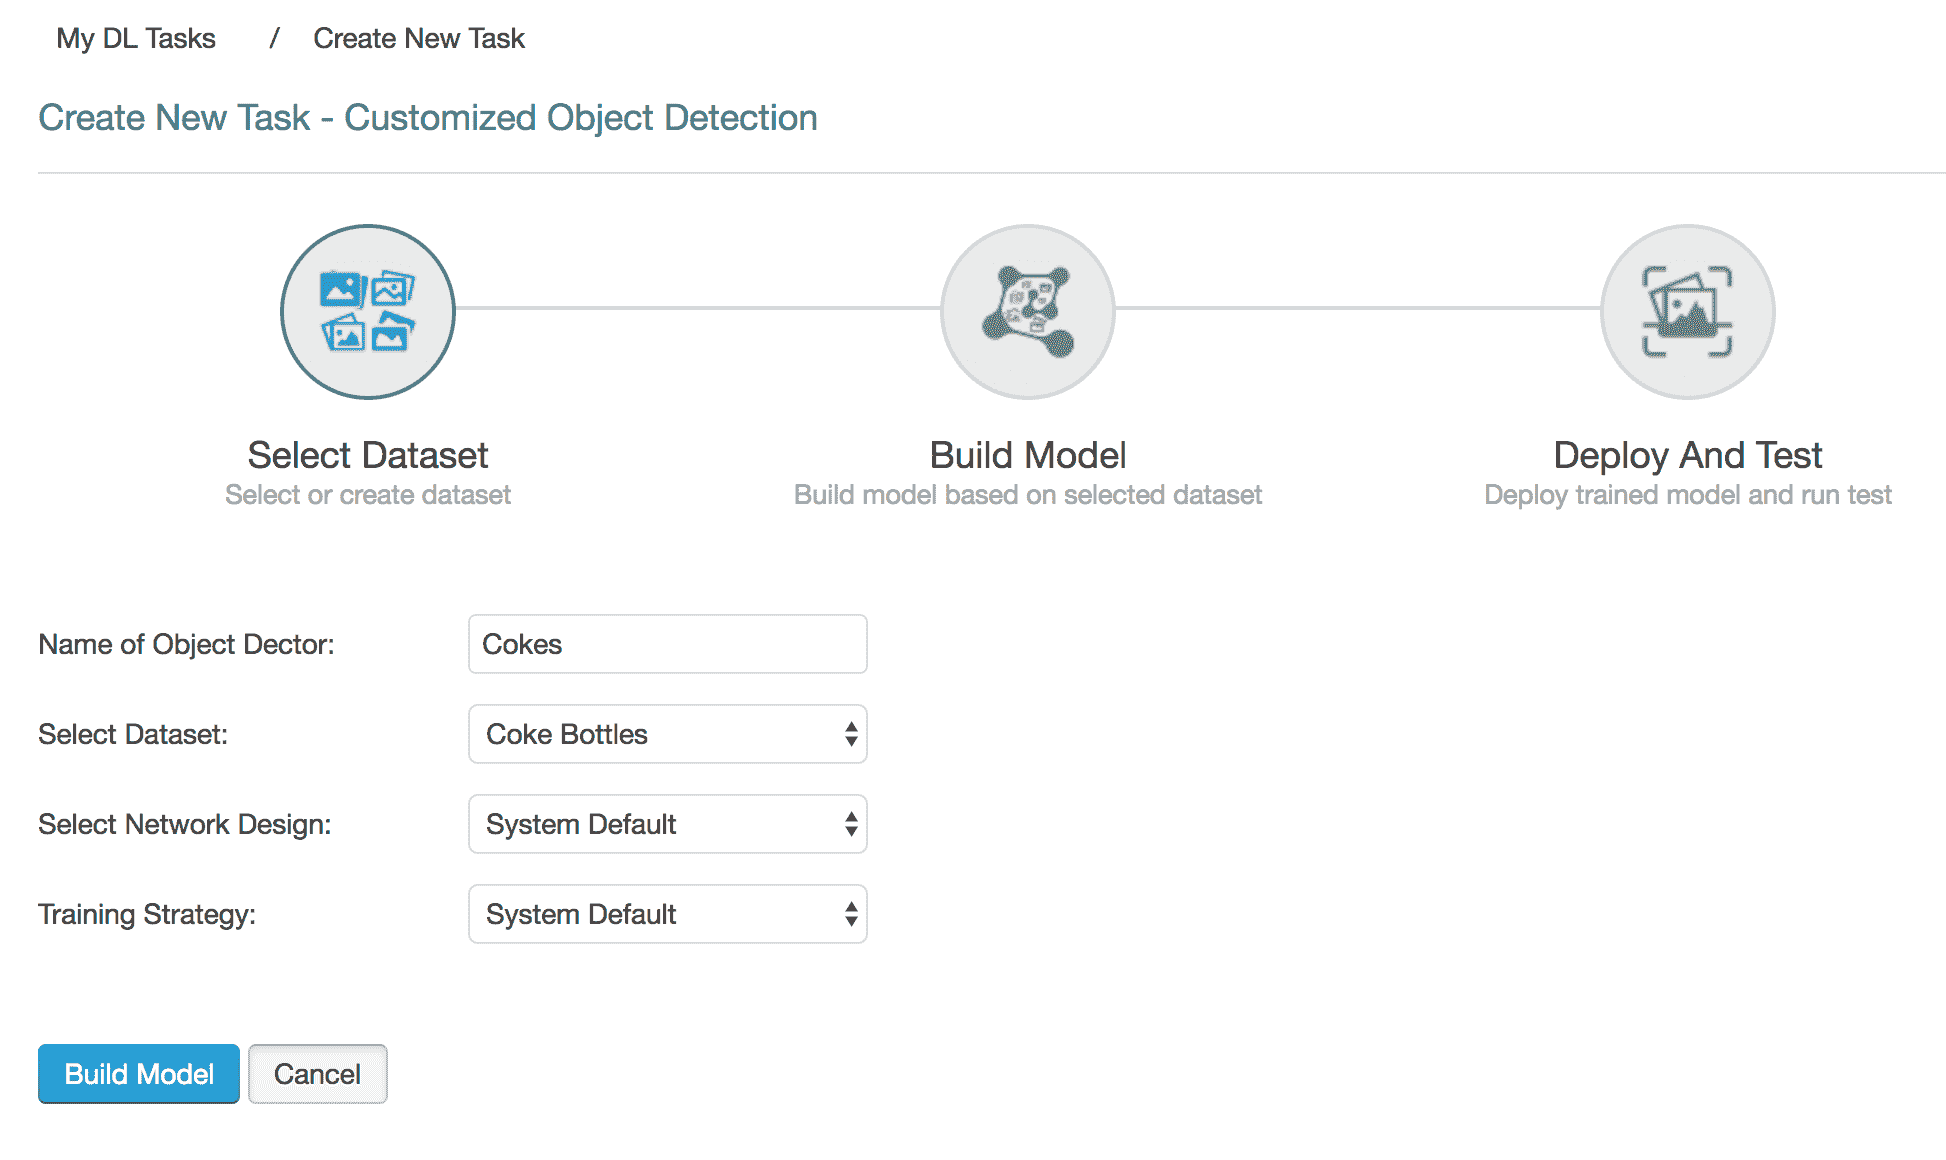 My DL Tasks / Create New Task
Create New Task - Customized Object Detection
Select Dataset
Select or create dataset
Build Model
Build model based on selected dataset
Deploy And Test
Deploy trained model and run test
Name of Object Dector: Cokes
Select Dataset: Coke Bottles
Select Network Design: System Default
Training Strategy: System Default
Build Model Cancel